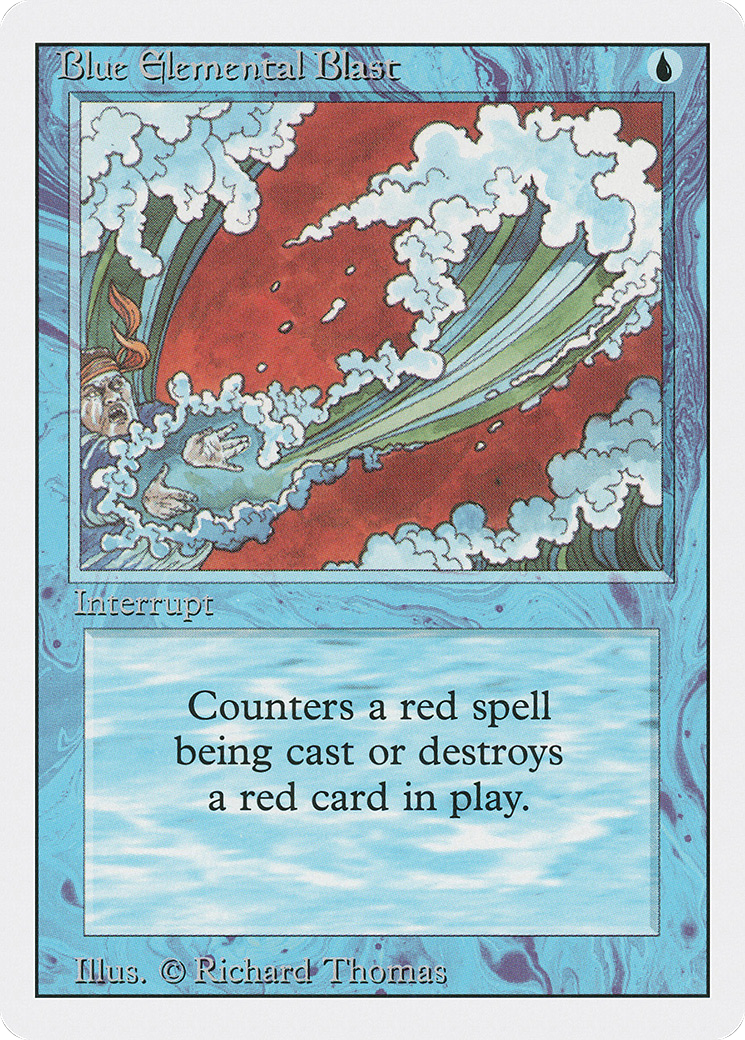 Blue Elemental Blast
Interrupt
Counters a red spell
being cast or destroys
a red card in play.
Illus. © Richard Thomas